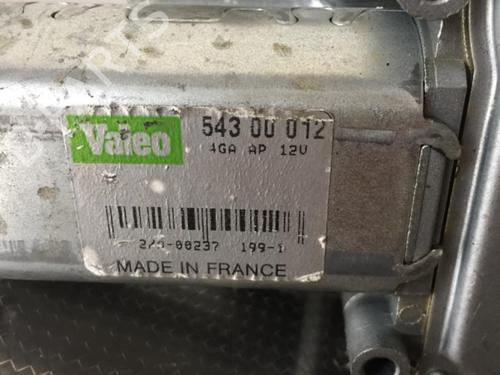 Valeo
543 00 012
4GA AP 12V
199-1
MADE IN FRANCE